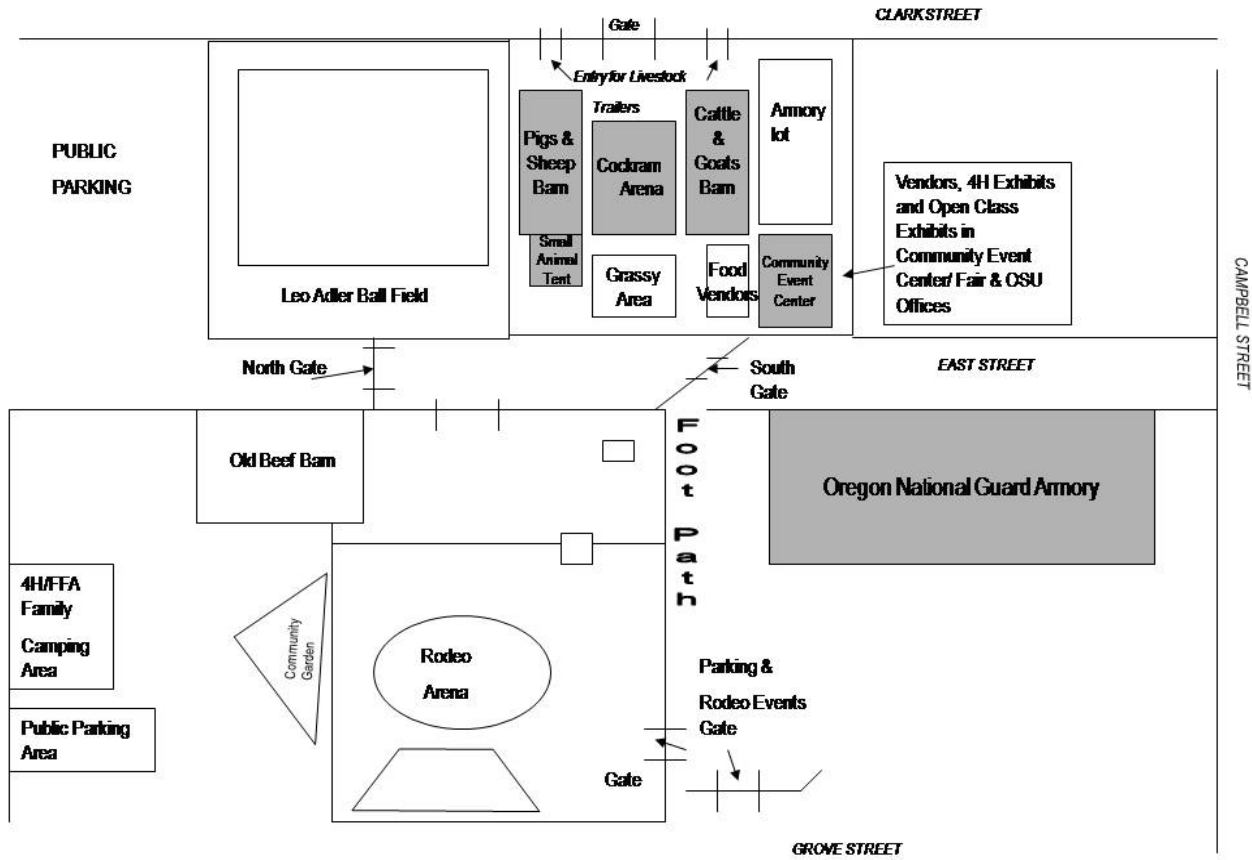 CLARK STREET
Gate
Entry for Livestock
Trailers
PUBLIC
PARKING
Leo Adler Ball Field
Pigs &
Sheep
Barn
Cockram
Arena
Cattle
&
Goats
Barn
Armory
lot
Small
Animal
Tent
Grassy
Area
Food
Vendors
Community
Event
Center
Vendors, 4H Exhibits
and Open Class
Exhibits in
Community Event
Center/ Fair & OSU
Offices
CAMPBELL STREET
North Gate
South
Gate
EAST STREET
Old Beef Barn
Foot Path
Oregon National Guard Armory
4H/FFA
Family
Camping
Area
Community
Garden
Rodeo
Arena
Parking &
Rodeo Events
Gate
Public Parking
Area
Gate
GROVE STREET